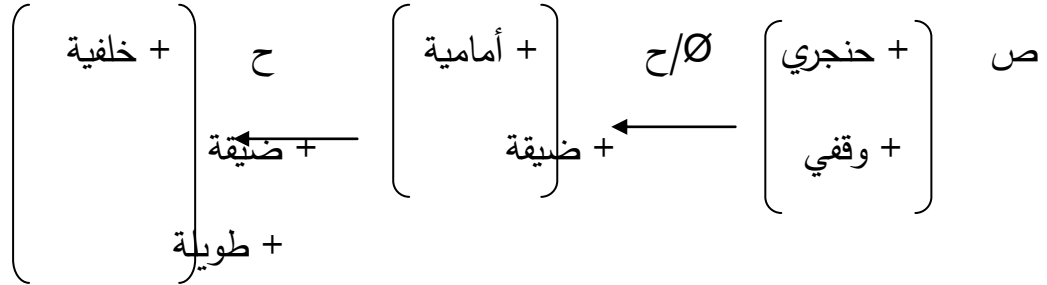 ص + حنجري Ø/ح + أمامية ح + خلفية
+ وقفي + ضيقة + ضيقة
+ طويلة